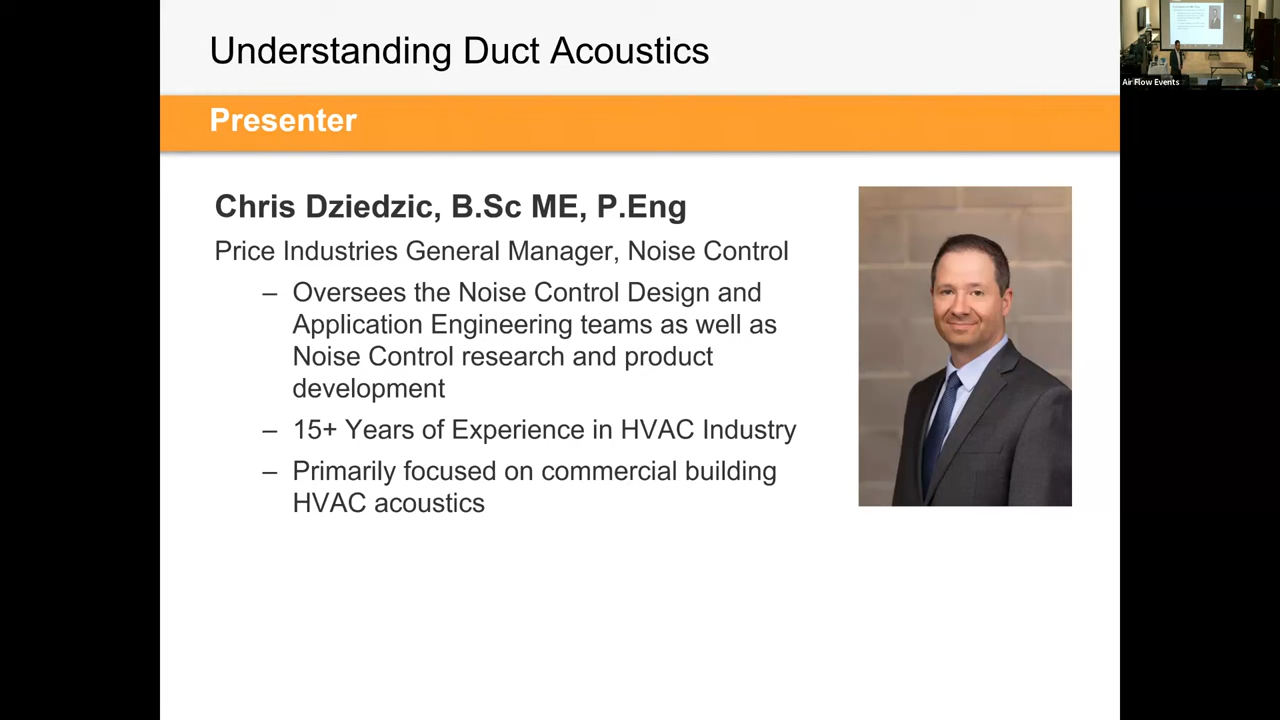 Understanding Duct Acoustics
Presenter
Chris Dziedzic, B.Sc ME, P.Eng
Price Industries General Manager, Noise Control
– Oversees the Noise Control Design and
Application Engineering teams as well as
Noise Control research and product
development
– 15+ Years of Experience in HVAC Industry
– Primarily focused on commercial building
HVAC acoustics
Air Flow Events